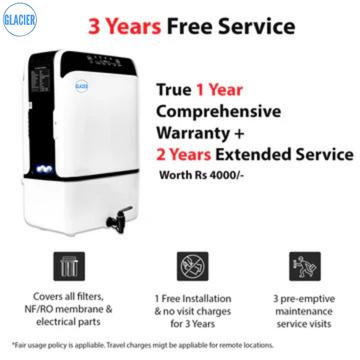 GLACIER
3 Years Free Service
GLACIER
True 1 Year
Comprehensive
Warranty +
2 Years Extended Service
Worth Rs 4000/-
Covers all filters,
NF/RO membrane &
electrical parts
1 Free Installation
& no visit charges
for 3 Years
3 pre-emptive
maintenance
service visits
*Fair usage policy is appliable. Travel charges migt be appliable for remote locations.